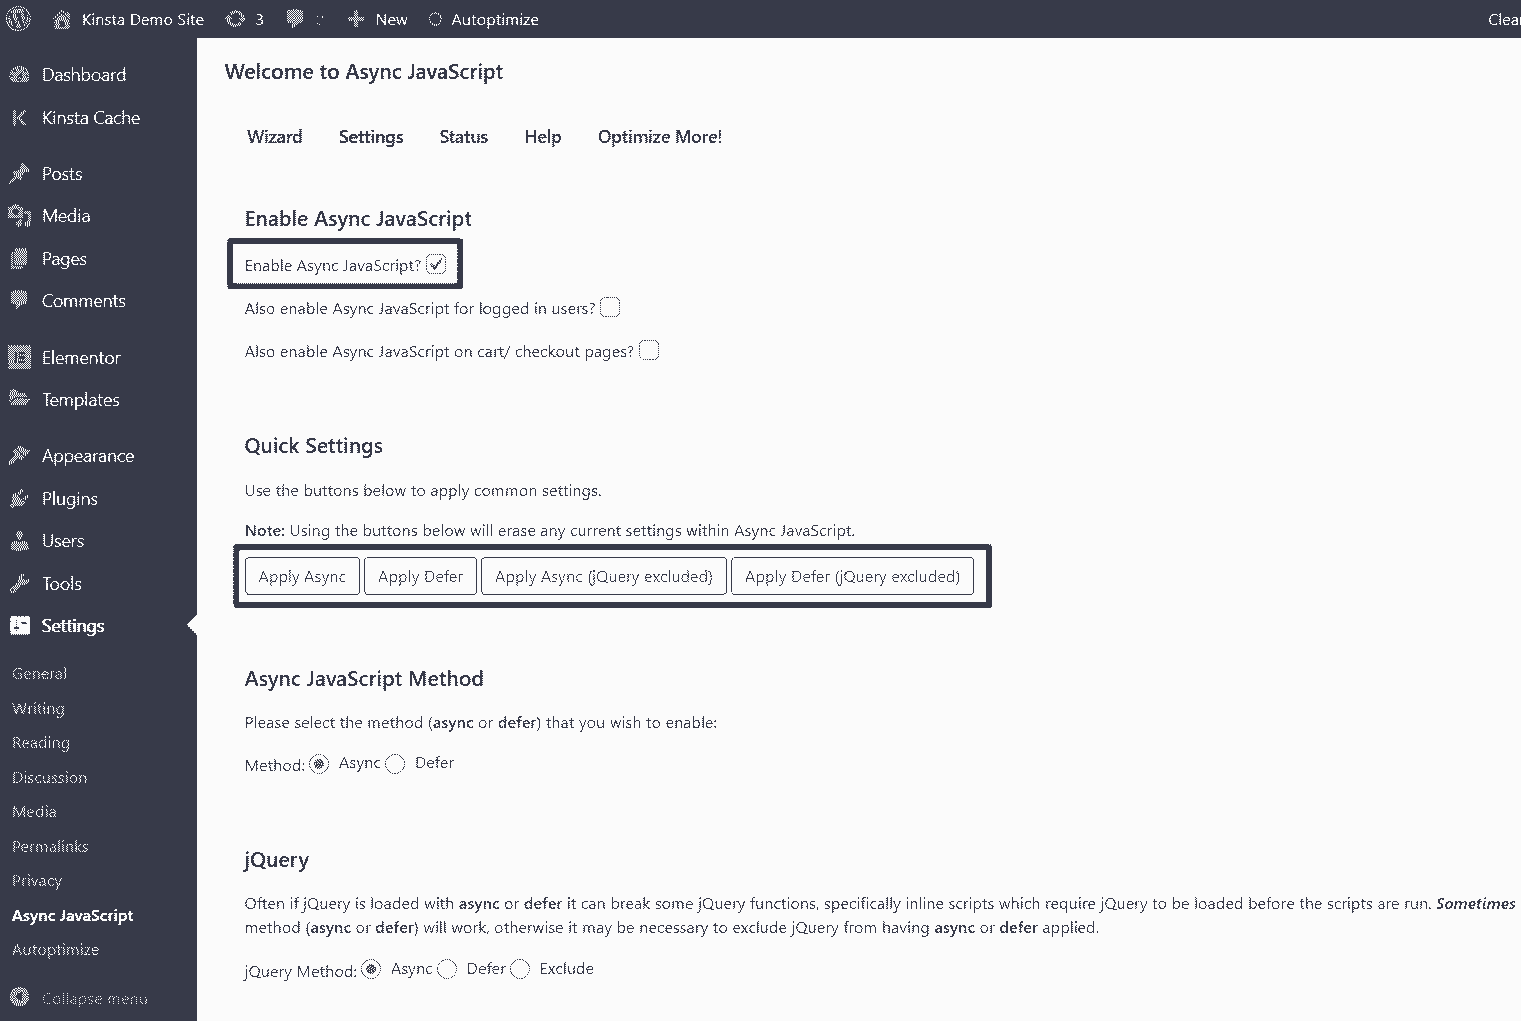 Kinsta Demo Site 3 New Autoptimize Clea
Dashboard
Kinsta Cache
Posts
Media
Pages
Comments
Elementor
Templates
Appearance
Plugins
Users
Tools
Settings
General
Writing
Reading
Discussion
Media
Permalinks
Privacy
Async JavaScript
Autoptimize
Collapse menu
Welcome to Async JavaScript
Wizard Settings Status Help Optimize More!
Enable Async JavaScript
Enable Async JavaScript?
Also enable Async JavaScript for logged in users?
Also enable Async JavaScript on cart/ checkout pages?
Quick Settings
Use the buttons below to apply common settings.
Note: Using the buttons below will erase any current settings within Async JavaScript.
Apply Async Apply Defer Apply Async (jQuery excluded) Apply Defer (jQuery excluded)
Async JavaScript Method
Please select the method (async or defer) that you wish to enable:
Method: Async Defer
jQuery
Often if jQuery is loaded with async or defer it can break some jQuery functions, specifically inline scripts which require jQuery to be loaded before the scripts are run. Sometimes
method (async or defer) will work, otherwise it may be necessary to exclude jQuery from having async or defer applied.
jQuery Method: Async Defer Exclude